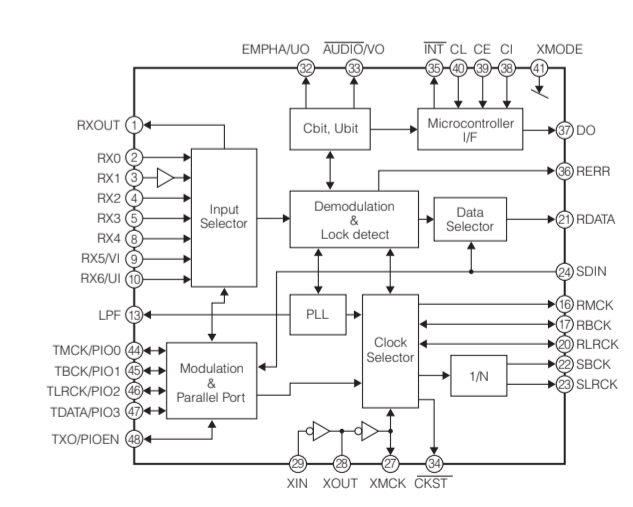 EMPHA/UO AUDIO/VO INT CL CE CI XMODE
32 33 35 40 39 38 41
RXOUT 1
Cbit, Ubit
Microcontroller
I/F
37 DO
RX0 2
RX1 3
RX2 4
RX3 5
RX4 8
RX5/VI 9
RX6/UI 10
Input
Selector
36 RERR
Demodulation
&
Lock detect
Data
Selector
21 RDATA
24 SDIN
LPF 13
PLL
Clock
Selector
16 RMCK
17 RBCK
20 RLRCK
22 SBCK
23 SLRCK
1/N
TMCK/PIO0 44
TBCK/PIO1 45
TLRCK/PIO2 46
TDATA/PIO3 47
TXO/PIOEN 48
Modulation
&
Parallel Port
29 28 27 34
XIN XOUT XMCK CKST